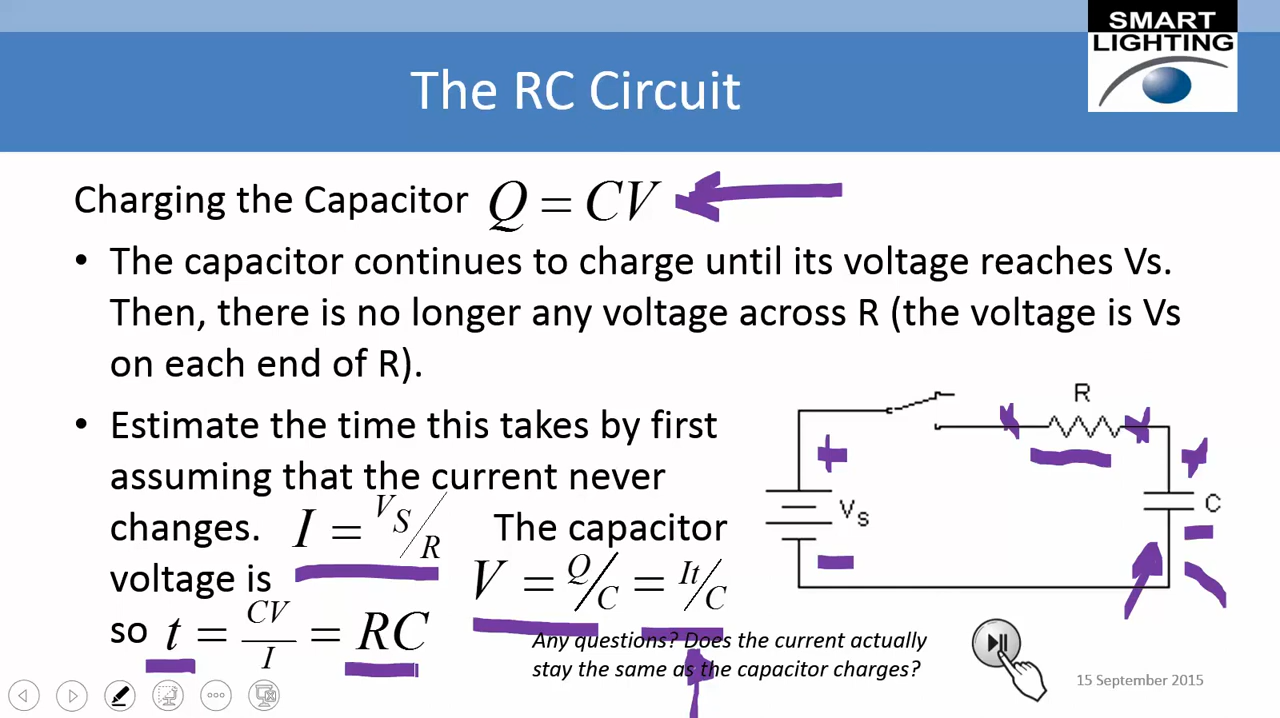 SMART
LIGHTING
The RC Circuit
Charging the Capacitor Q = CV
• The capacitor continues to charge until its voltage reaches Vs.
Then, there is no longer any voltage across R (the voltage is Vs
on each end of R).
• Estimate the time this takes by first
assuming that the current never
changes. I = V_S/R The capacitor
voltage is V = Q/C = It/C
so t = CV/I = RC
Any questions? Does the current actually
stay the same as the capacitor charges?
R
+
+
V_S
C
–
–
15 September 2015